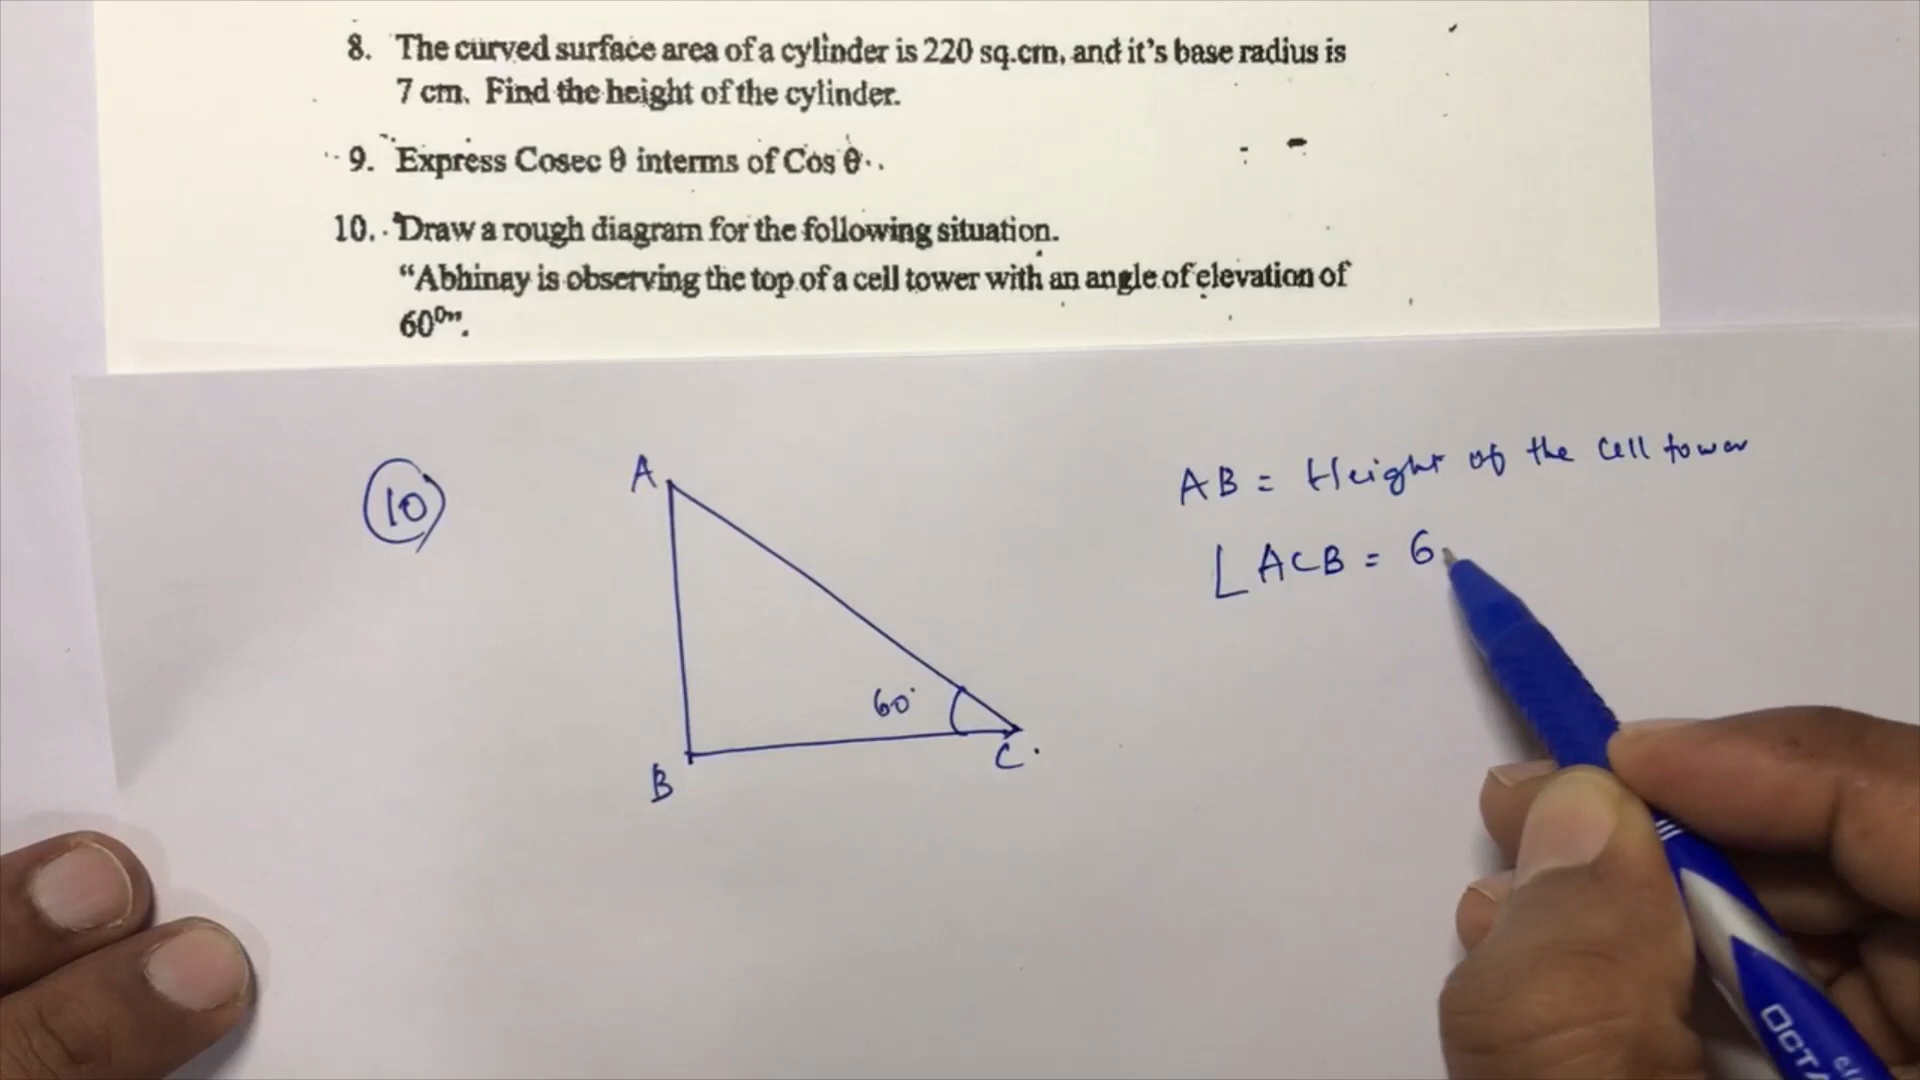 8. The curved surface area of a cylinder is 220 sq.cm, and it's base radius is
7 cm. Find the height of the cylinder.
9. Express Cosec θ interms of Cos θ.
10. Draw a rough diagram for the following situation.
“Abhinay is observing the top of a cell tower with an angle of elevation of
60⁰”.
10
A
AB = Height of the cell tower
∟ACB = 6
60°
B
C
OCTA